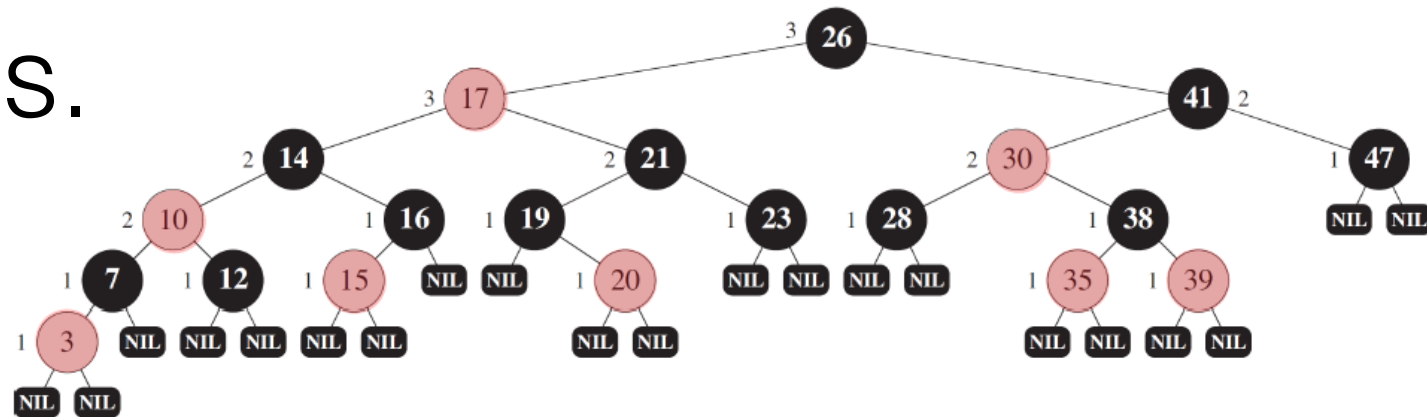 s.
3 26
3 17 41 2
2 14 2 21 2 30 1 47
2 10 1 16 1 19 1 23 1 28 1 38 NIL NIL
1 7 1 12 1 15 NIL NIL 1 20 NIL NIL NIL NIL 1 35 1 39
1 3 NIL NIL NIL NIL NIL NIL NIL NIL NIL NIL NIL
NIL NIL